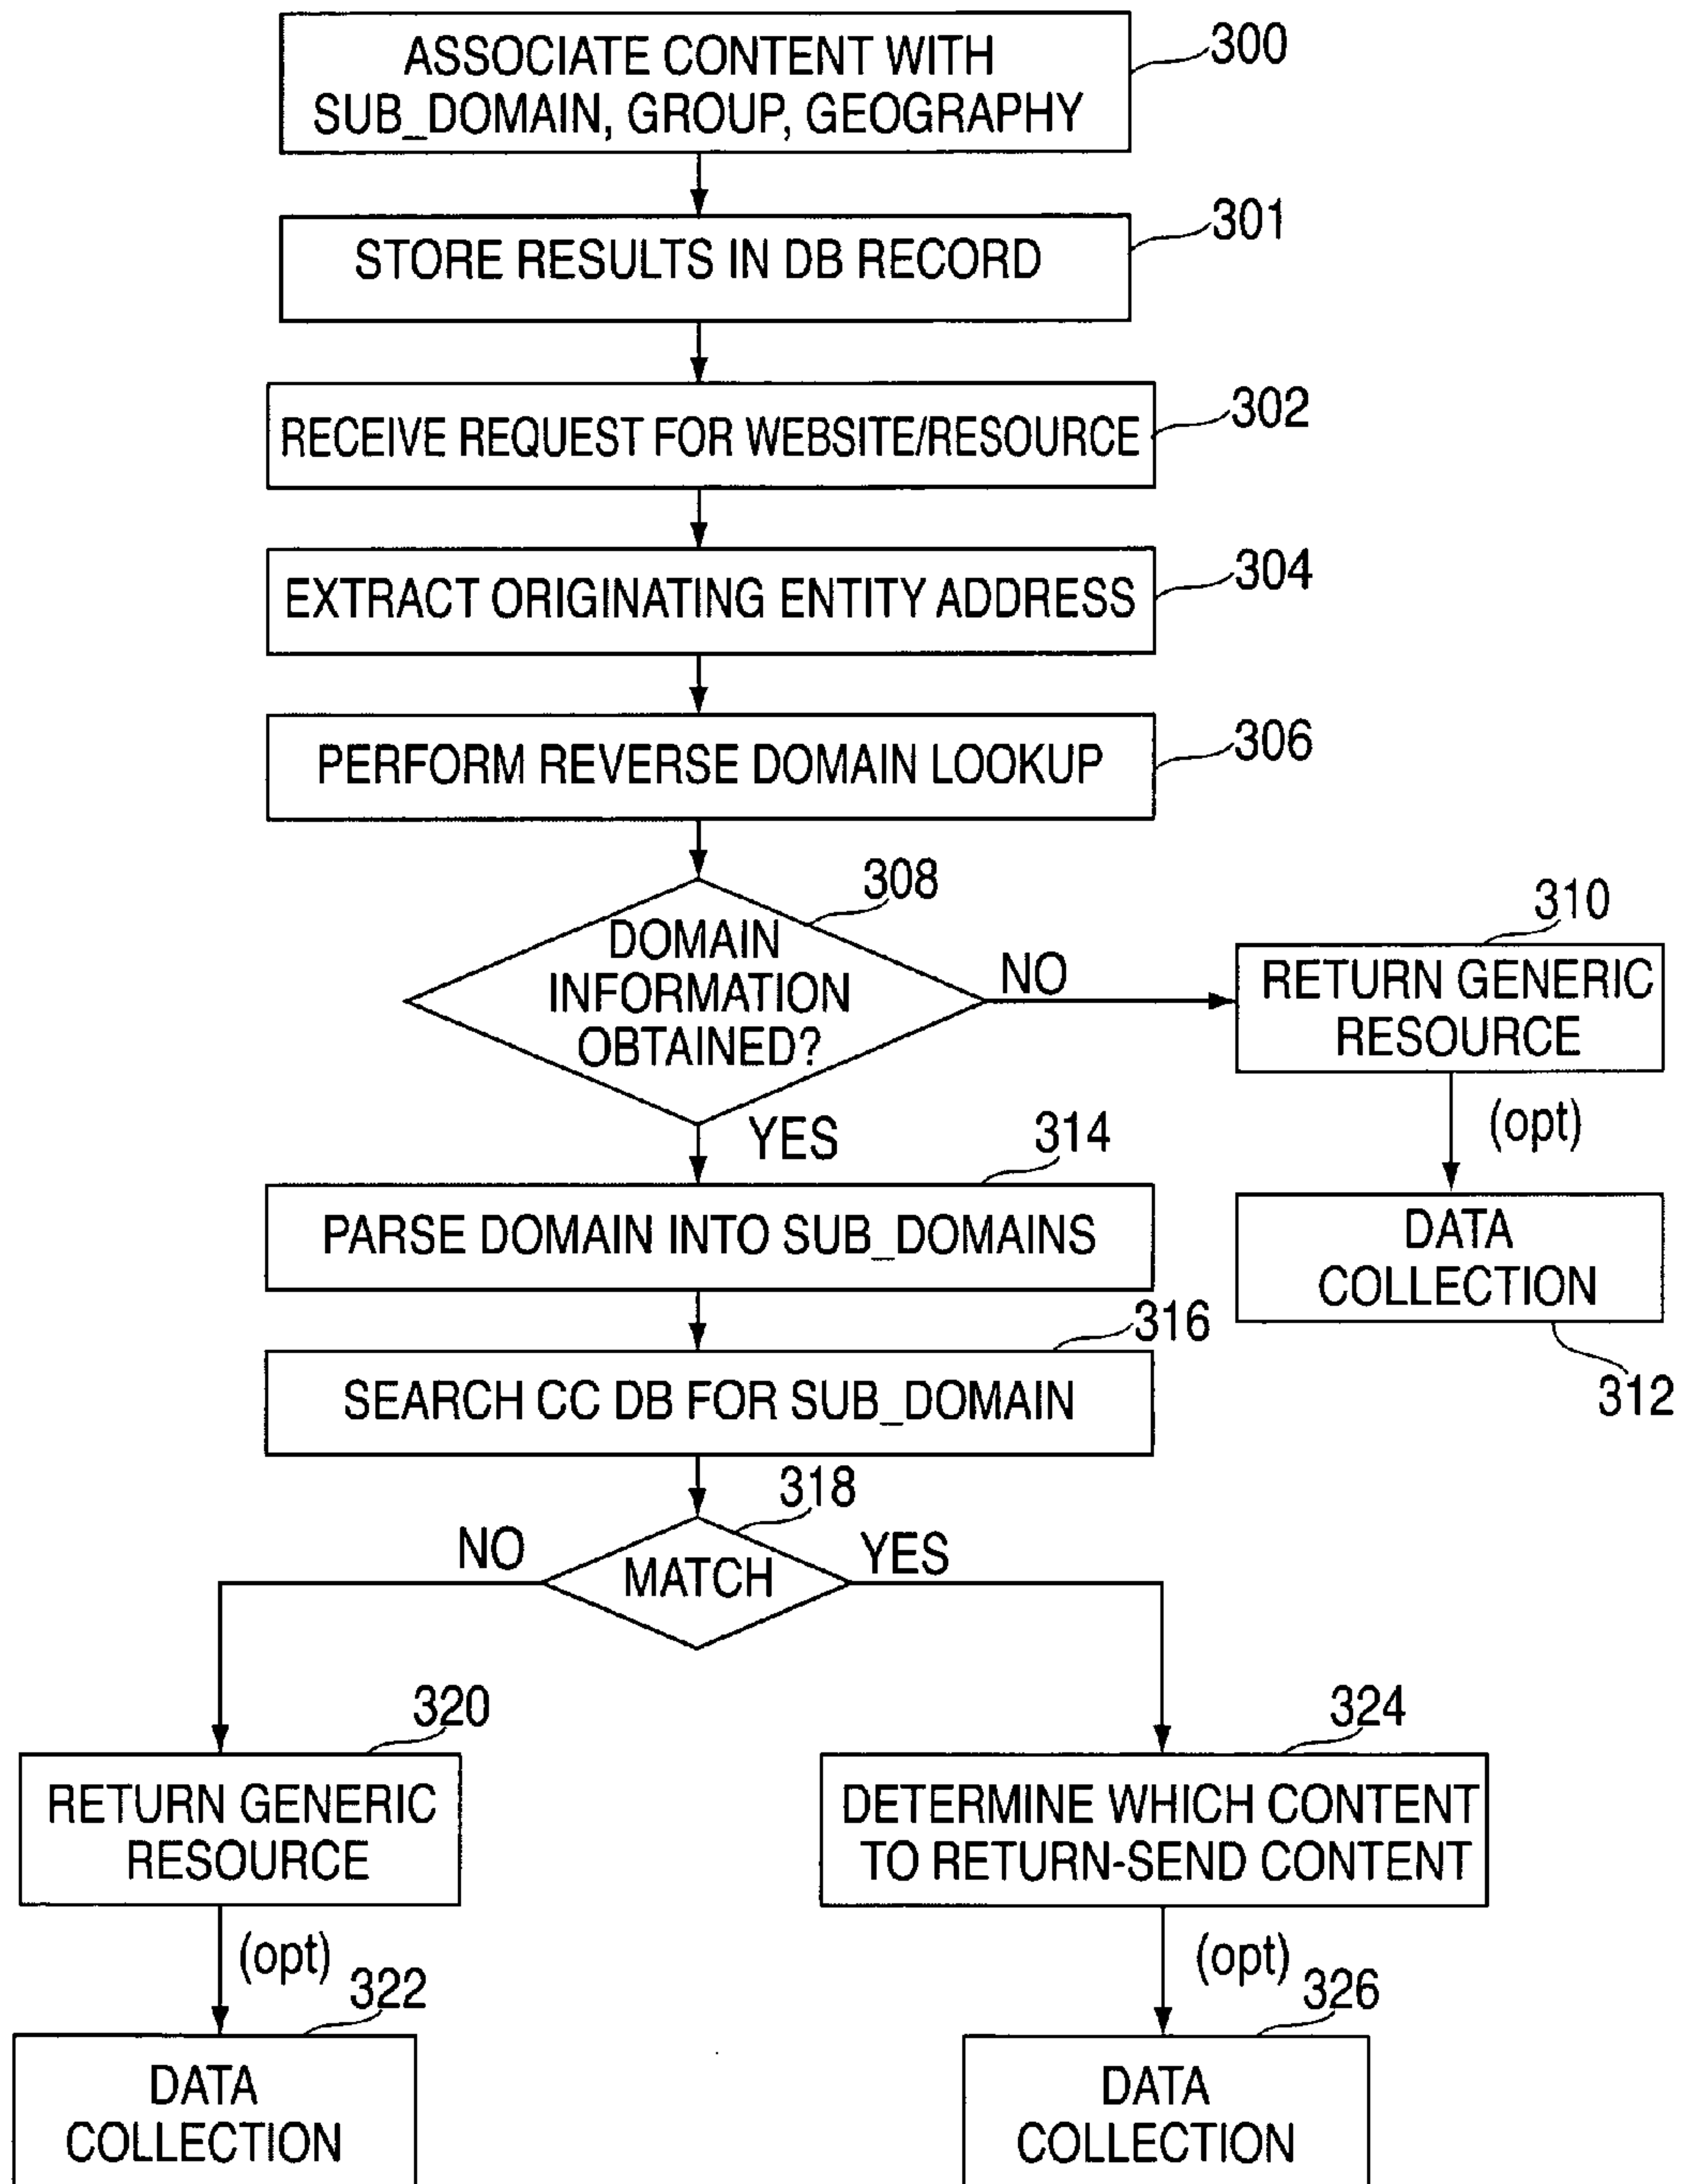 ASSOCIATE CONTENT WITH
SUB_DOMAIN, GROUP, GEOGRAPHY
300
STORE RESULTS IN DB RECORD
301
RECEIVE REQUEST FOR WEBSITE/RESOURCE
302
EXTRACT ORIGINATING ENTITY ADDRESS
304
PERFORM REVERSE DOMAIN LOOKUP
306
308
DOMAIN
INFORMATION
OBTAINED?
NO
310
RETURN GENERIC
RESOURCE
(opt)
DATA
COLLECTION
312
YES
314
PARSE DOMAIN INTO SUB_DOMAINS
316
SEARCH CC DB FOR SUB_DOMAIN
318
MATCH
NO
YES
320
RETURN GENERIC
RESOURCE
(opt)
322
DATA
COLLECTION
324
DETERMINE WHICH CONTENT
TO RETURN-SEND CONTENT
(opt)
326
DATA
COLLECTION